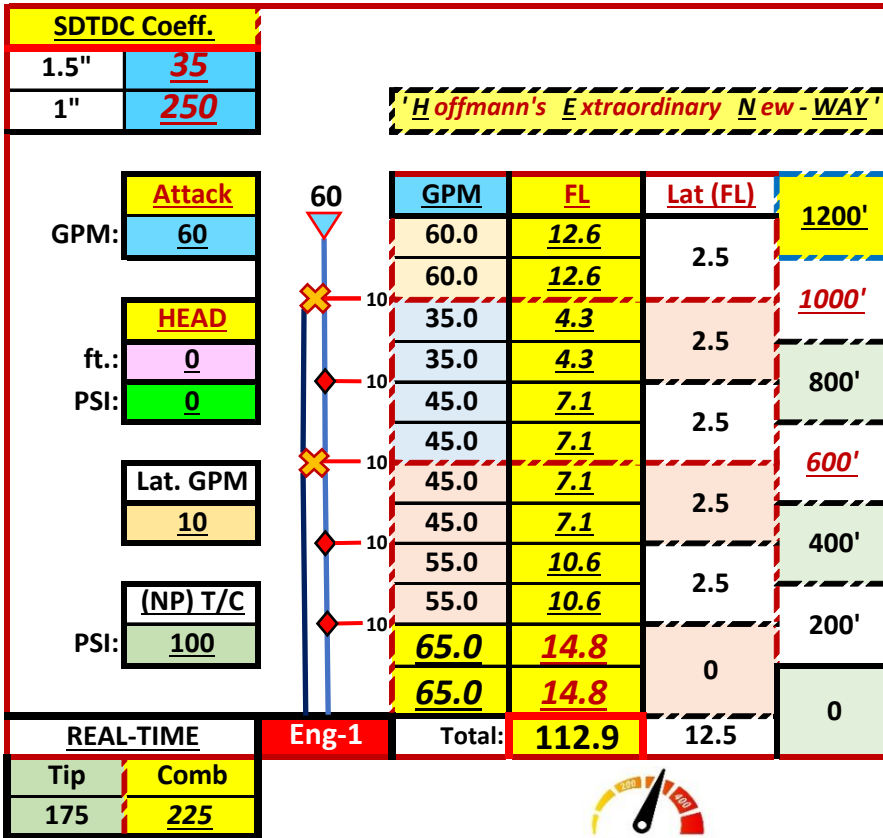 SDTDC Coeff.
1.5" 35
1" 250
' Hoffmann's Extraordinary New - WAY '
Attack
GPM: 60
60
HEAD
ft.: 0
PSI: 0
Lat. GPM
10
(NP) T/C
PSI: 100
10
10
10
10
10
GPM FL Lat (FL)
60.0 12.6
60.0 12.6
2.5
35.0 4.3
35.0 4.3
2.5
45.0 7.1
45.0 7.1
2.5
45.0 7.1
45.0 7.1
2.5
55.0 10.6
55.0 10.6
2.5
65.0 14.8
65.0 14.8
0
1200'
1000'
800'
600'
400'
200'
0
REAL-TIME Eng-1 Total: 112.9 12.5
Tip Comb
175 225
200 400